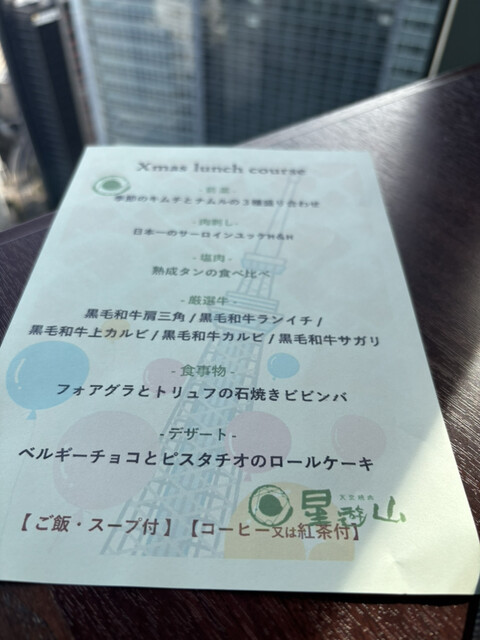 Xmas lunch course
- 前菜 -
季節のキムチとナムルの3種盛り合わせ
- 肉刺し -
日本一のサーロインユッケH&H
- 塩肉 -
熟成タンの食べ比べ
- 厳選牛 -
黒毛和牛肩三角 / 黒毛和牛ランイチ /
黒毛和牛上カルビ / 黒毛和牛カルビ / 黒毛和牛サガリ
- 食事物 -
フォアグラとトリュフの石焼きビビンバ
- デザート -
ベルギーチョコとピスタチオのロールケーキ
天空焼肉
星遊山
【ご飯・スープ付】【コーヒー又は紅茶付】